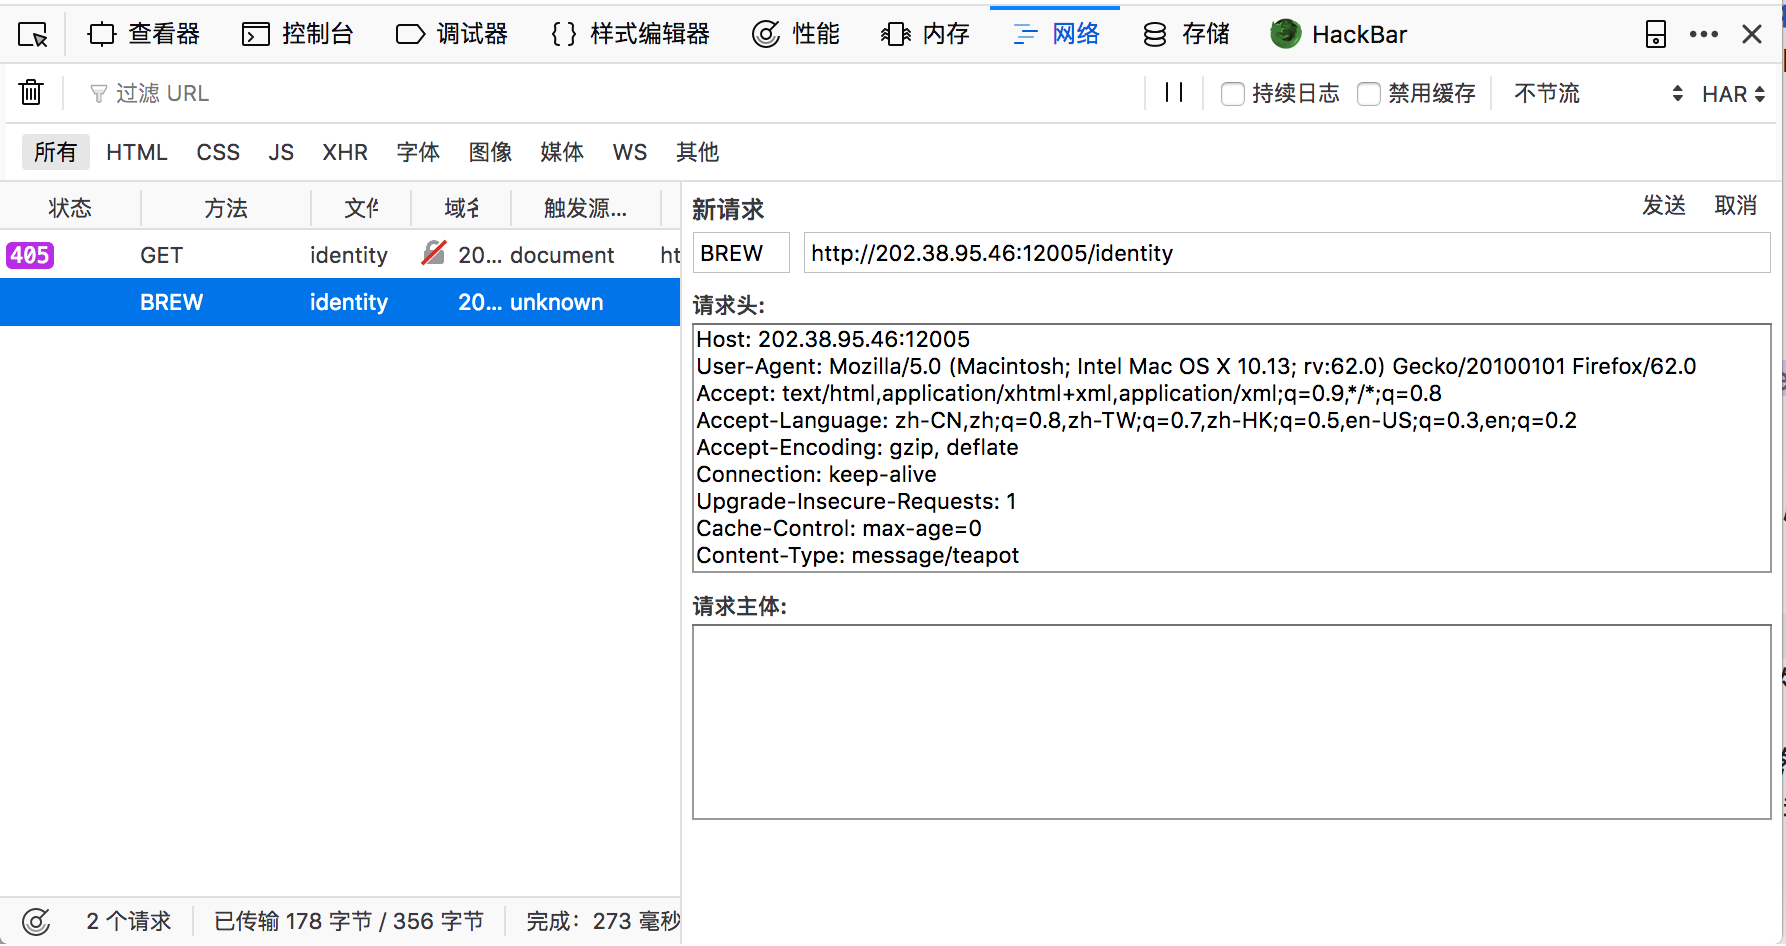 查看器 控制台 调试器 {} 样式编辑器 性能 内存 网络 存储 HackBar
过滤 URL 持续日志 禁用缓存 不节流 HAR
所有 HTML CSS JS XHR 字体 图像 媒体 WS 其他
状态 方法 文件 域名 触发源...
405 GET identity 20... document ht
BREW identity 20... unknown
新请求 发送 取消
BREW http://202.38.95.46:12005/identity
请求头:
Host: 202.38.95.46:12005
User-Agent: Mozilla/5.0 (Macintosh; Intel Mac OS X 10.13; rv:62.0) Gecko/20100101 Firefox/62.0
Accept: text/html,application/xhtml+xml,application/xml;q=0.9,*/*;q=0.8
Accept-Language: zh-CN,zh;q=0.8,zh-TW;q=0.7,zh-HK;q=0.5,en-US;q=0.3,en;q=0.2
Accept-Encoding: gzip, deflate
Connection: keep-alive
Upgrade-Insecure-Requests: 1
Cache-Control: max-age=0
Content-Type: message/teapot
请求主体:
2 个请求 已传输 178 字节 / 356 字节 完成：273 毫秒